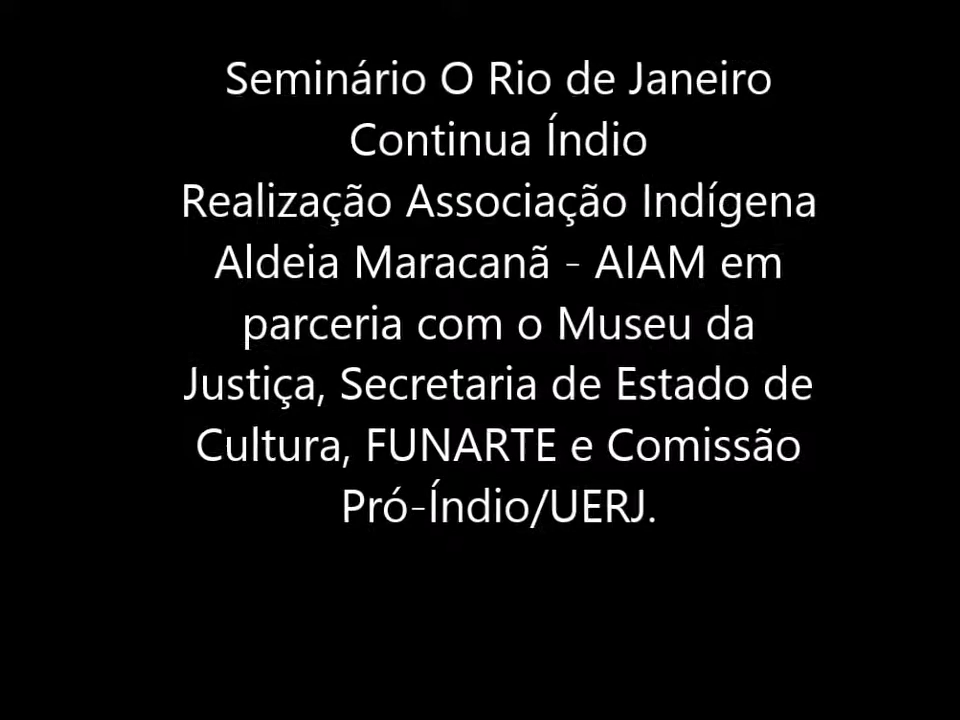 Seminário O Rio de Janeiro
Continua Índio
Realização Associação Indígena
Aldeia Maracanã - AIAM em
parceria com o Museu da
Justiça, Secretaria de Estado de
Cultura, FUNARTE e Comissão
Pró-Índio/UERJ.